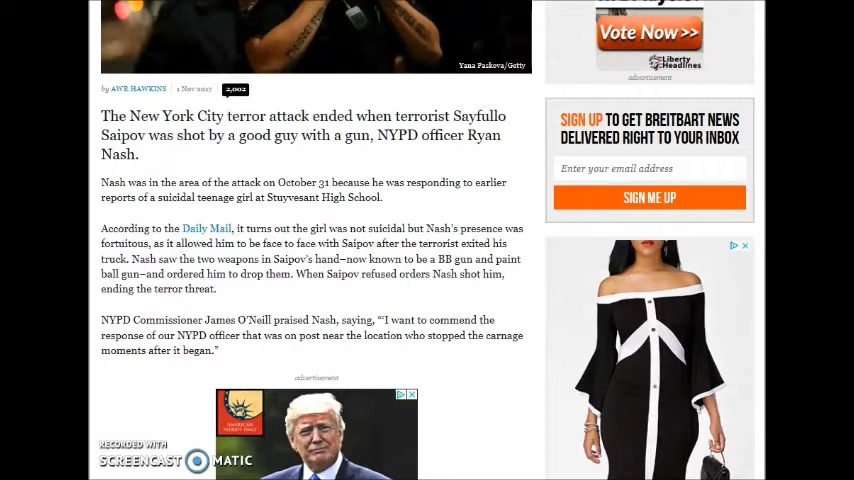 Vote Now >>
Liberty
Headlines
advertisement
Yana Paskova/Getty
by AWR HAWKINS | 1 Nov 2017 2,002
The New York City terror attack ended when terrorist Sayfullo
Saipov was shot by a good guy with a gun, NYPD officer Ryan
Nash.
Nash was in the area of the attack on October 31 because he was responding to earlier
reports of a suicidal teenage girl at Stuyvesant High School.
According to the Daily Mail, it turns out the girl was not suicidal but Nash's presence was
fortuitous, as it allowed him to be face to face with Saipov after the terrorist exited his
truck. Nash saw the two weapons in Saipov's hand–now known to be a BB gun and paint
ball gun–and ordered him to drop them. When Saipov refused orders Nash shot him,
ending the terror threat.
NYPD Commissioner James O'Neill praised Nash, saying, "'I want to commend the
response of our NYPD officer that was on post near the location who stopped the carnage
moments after it began."
advertisement
AMERICAN
PATRIOT DAILY
RECORDED WITH
SCREENCAST MATIC
SIGN UP TO GET BREITBART NEWS
DELIVERED RIGHT TO YOUR INBOX
Enter your email address
SIGN ME UP